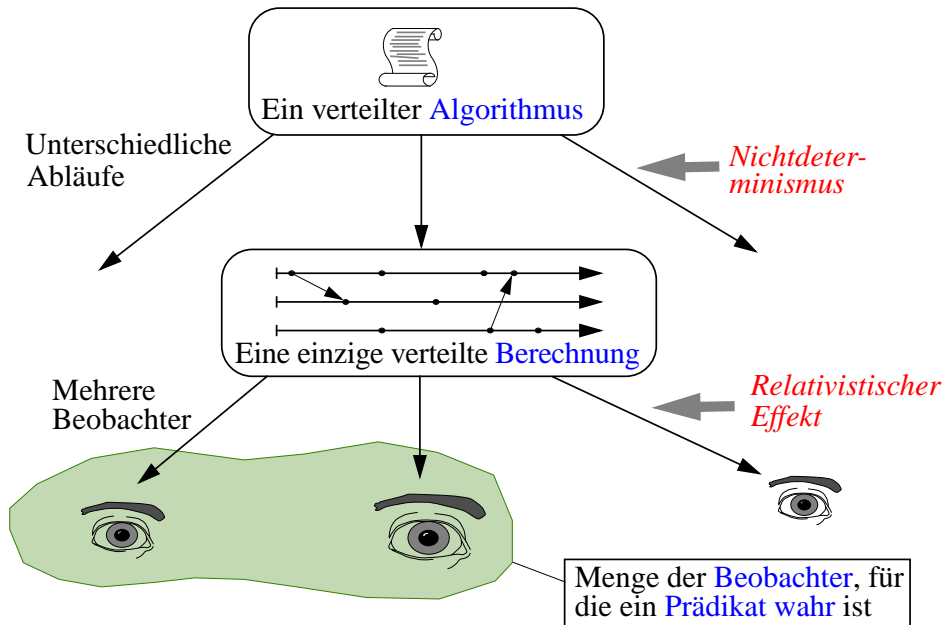 Ein verteilter Algorithmus
Unterschiedliche
Abläufe
Nichtdeter-
minismus
Eine einzige verteilte Berechnung
Mehrere
Beobachter
Relativistischer
Effekt
Menge der Beobachter, für
die ein Prädikat wahr ist